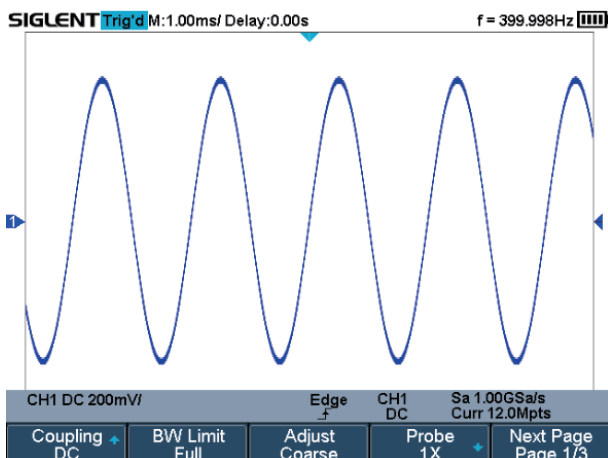 SIGLENT Trig'd M:1.00ms/ Delay:0.00s f = 399.998Hz
1
CH1 DC 200mV/ Edge CH1 Sa 1.00GSa/s
DC Curr 12.0Mpts
Coupling BW Limit Adjust Probe Next Page
DC Full Coarse 1X Page 1/3